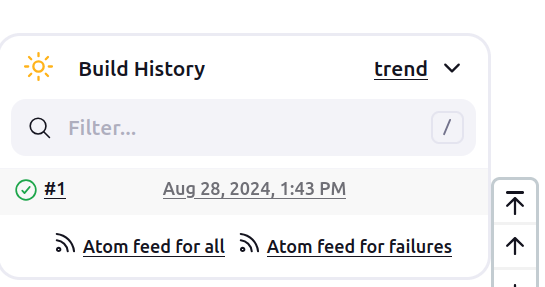 Build History trend
Filter... /
#1 Aug 28, 2024, 1:43 PM
Atom feed for all Atom feed for failures